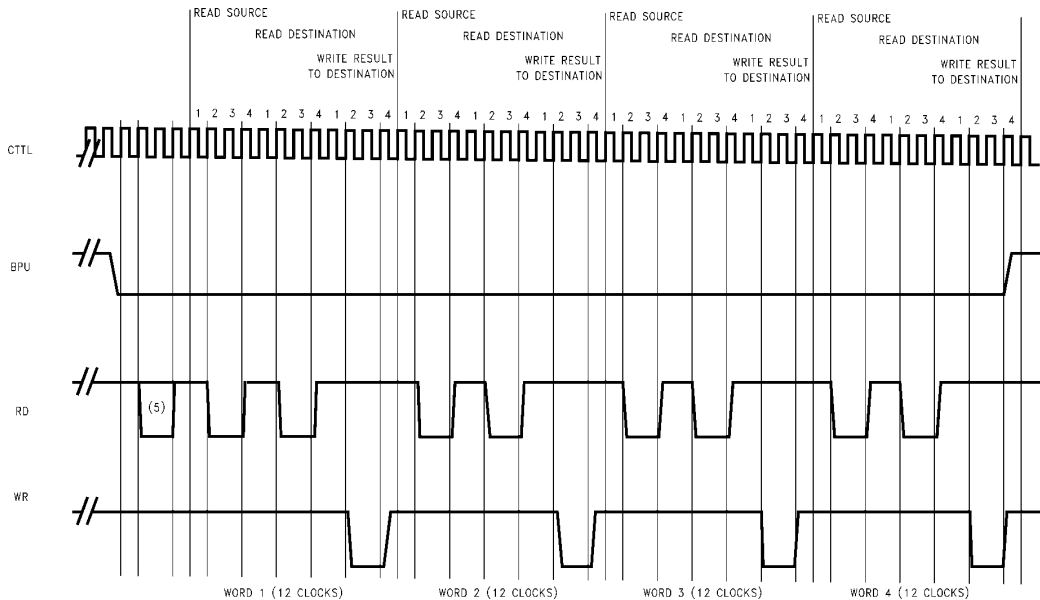 READ SOURCE READ SOURCE READ SOURCE READ SOURCE
READ DESTINATION READ DESTINATION READ DESTINATION READ DESTINATION
WRITE RESULT TO DESTINATION WRITE RESULT TO DESTINATION WRITE RESULT TO DESTINATION WRITE RESULT TO DESTINATION
1 2 3 4 1 2 3 4 1 2 3 4 1 2 3 4 1 2 3 4 1 2 3 4 1 2 3 4 1 2 3 4 1 2 3 4 1 2 3 4 1 2 3 4 1 2 3 4
CTTL
BPU
RD
(5)
WR
WORD 1 (12 CLOCKS) WORD 2 (12 CLOCKS) WORD 3 (12 CLOCKS) WORD 4 (12 CLOCKS)